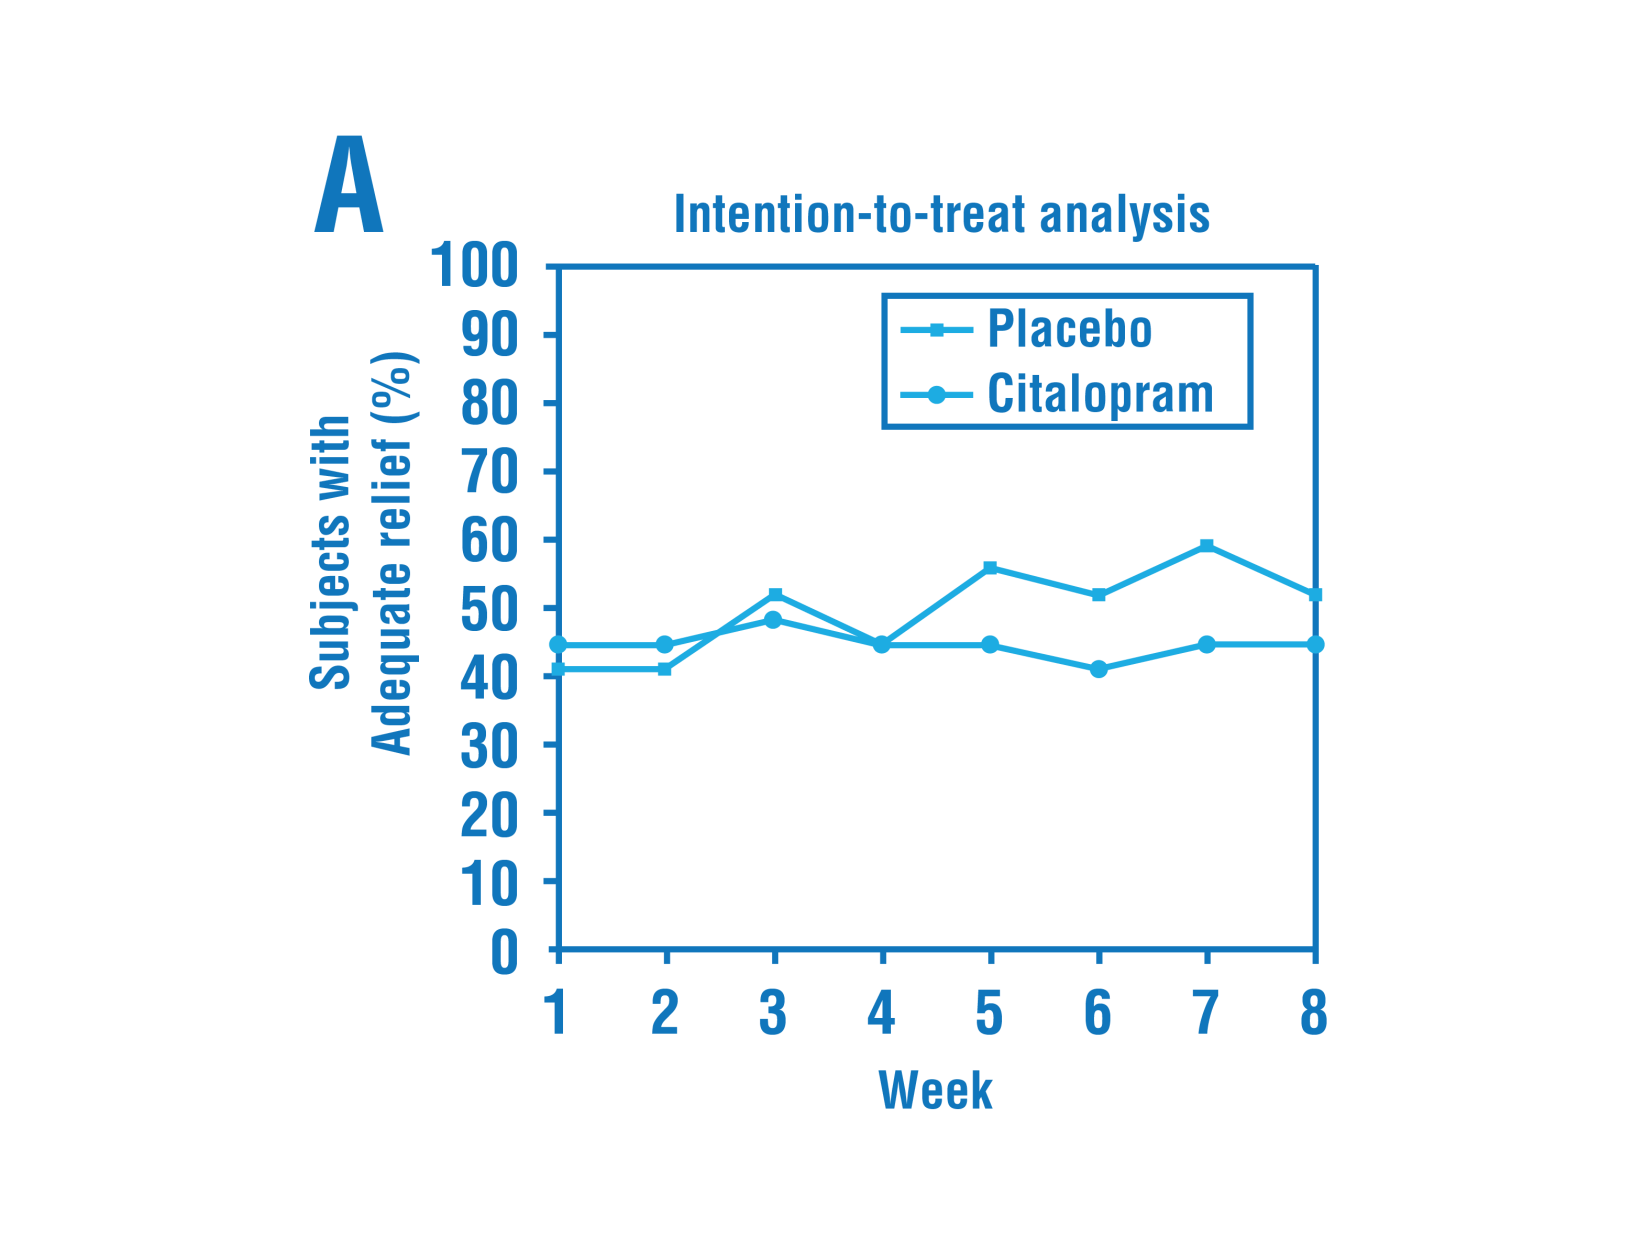 A
Intention-to-treat analysis
Placebo
Citalopram
Subjects with
Adequate relief (%)
100
90
80
70
60
50
40
30
20
10
0
1 2 3 4 5 6 7 8
Week